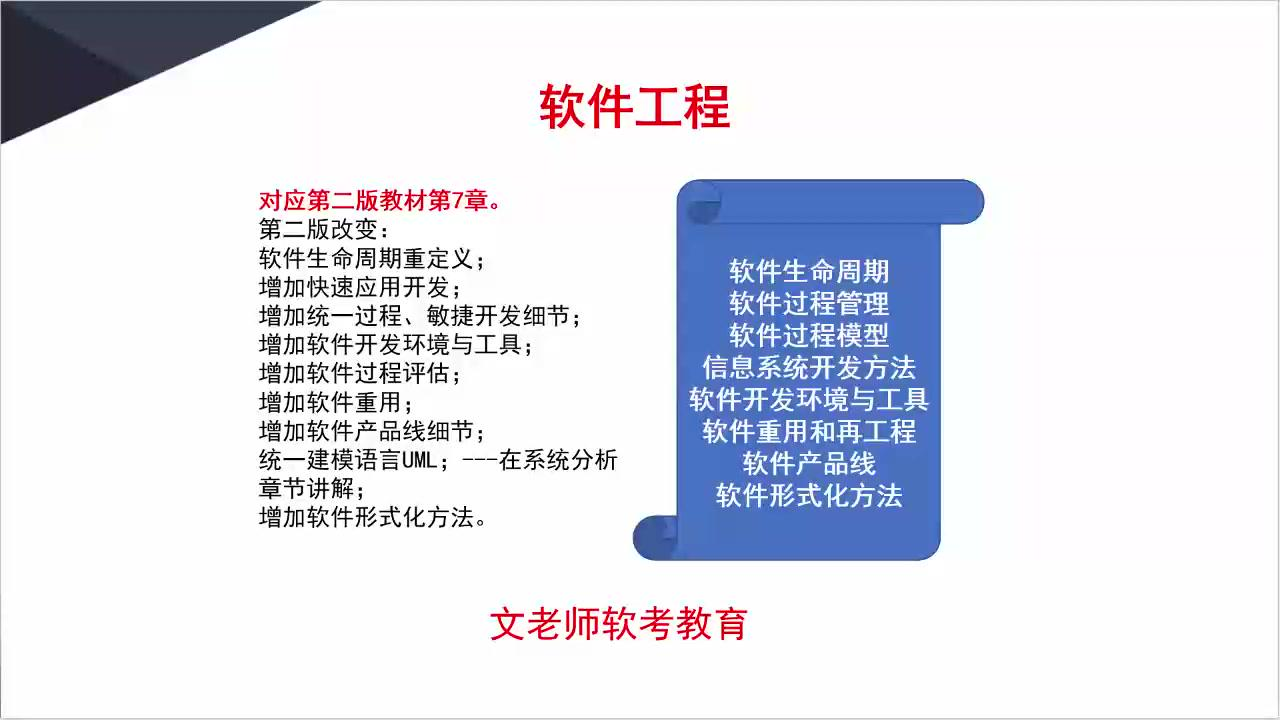 软件工程
对应第二版教材第7章。
第二版改变：
软件生命周期重定义；
增加快速应用开发；
增加统一过程、敏捷开发细节；
增加软件开发环境与工具；
增加软件过程评估；
增加软件重用；
增加软件产品线细节；
统一建模语言UML；---在系统分析
章节讲解；
增加软件形式化方法。
软件生命周期
软件过程管理
软件过程模型
信息系统开发方法
软件开发环境与工具
软件重用和再工程
软件产品线
软件形式化方法
文老师软考教育